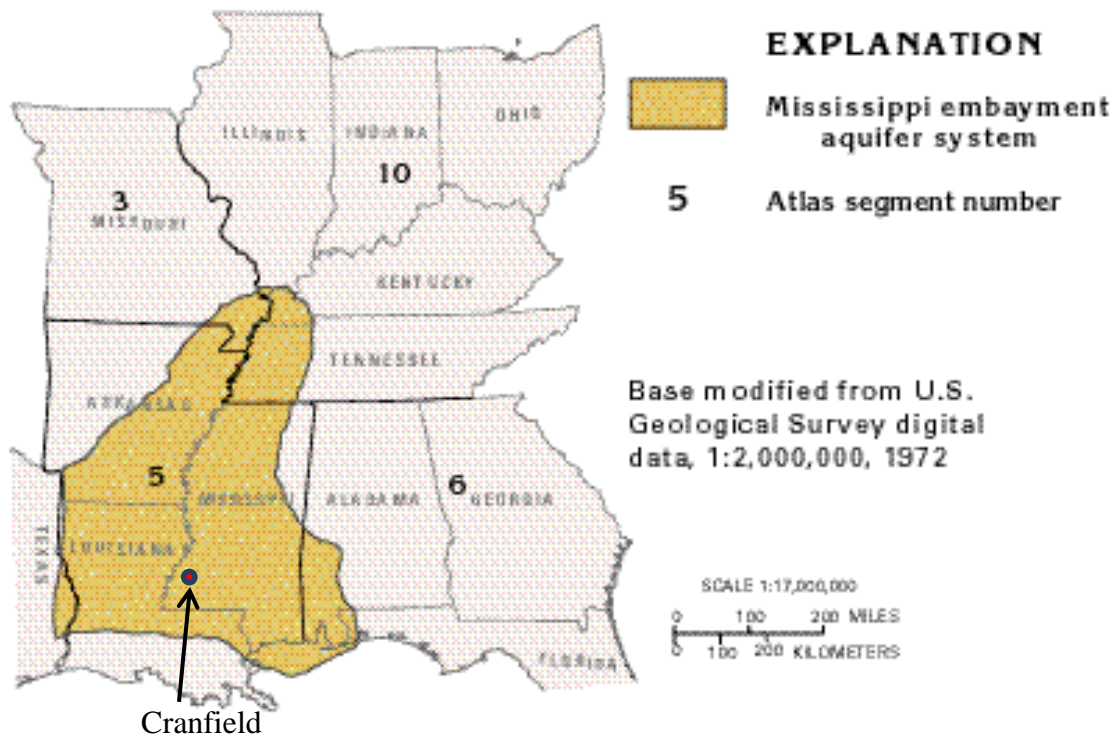 EXPLANATION
Mississippi embayment
aquifer system
5 Atlas segment number
ILLINOIS
INDIANA
OHIO
10
3
MISSOURI
KENTUCKY
TENNESSEE
ARKANSAS
Base modified from U.S.
Geological Survey digital
data, 1:2,000,000, 1972
5
MISSISSIPPI
ALABAMA
6
GEORGIA
TEXAS
LOUISIANA
SCALE 1:17,000,000
0 100 200 MILES
0 100 200 KILOMETERS
FLORIDA
Cranfield